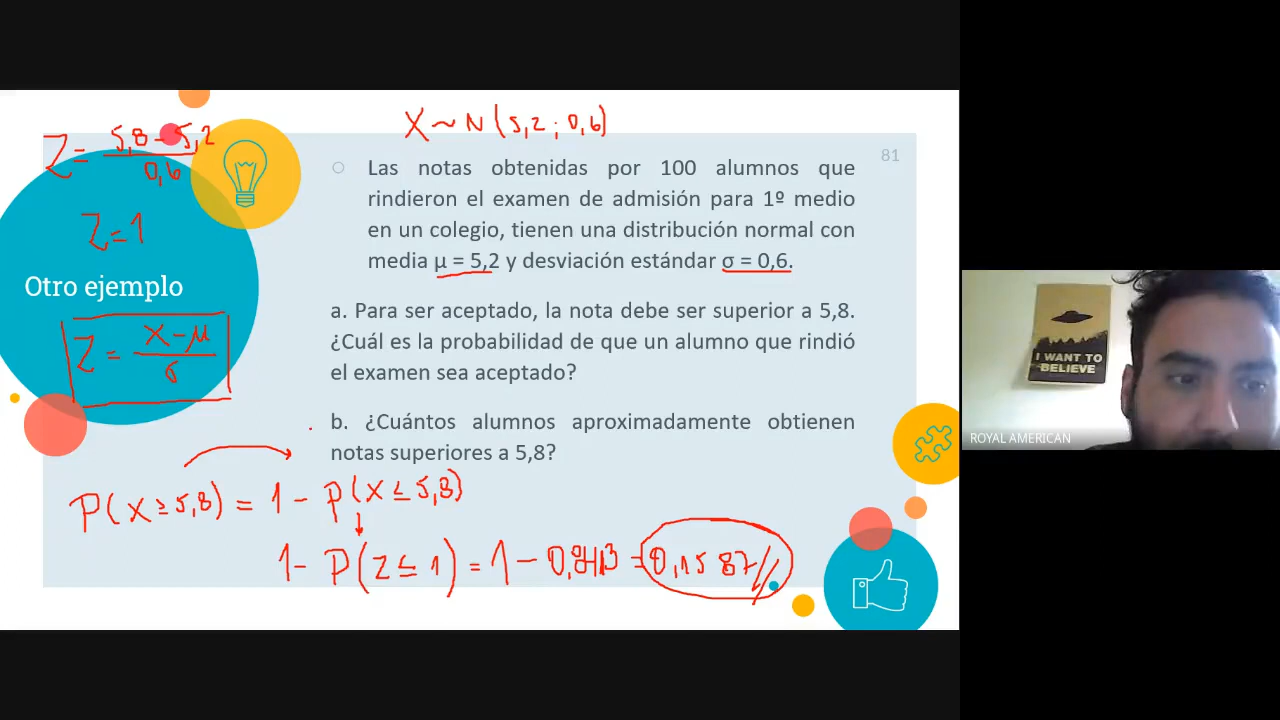 X ~ N(5,2 ; 0,6)
81
Z = 5,8 - 5,2 / 0,6
Z = 1
Otro ejemplo
Z = X - μ / σ
Las notas obtenidas por 100 alumnos que
rindieron el examen de admisión para 1º medio
en un colegio, tienen una distribución normal con
media μ = 5,2 y desviación estándar σ = 0,6.
a. Para ser aceptado, la nota debe ser superior a 5,8.
¿Cuál es la probabilidad de que un alumno que rindió
el examen sea aceptado?
b. ¿Cuántos alumnos aproximadamente obtienen
notas superiores a 5,8?
P(X ≥ 5,8) = 1 - P(X ≤ 5,8)
1 - P(Z ≤ 1) = 1 - 0,8413 = 0,1587//
I WANT TO
BELIEVE
ROYAL AMERICAN